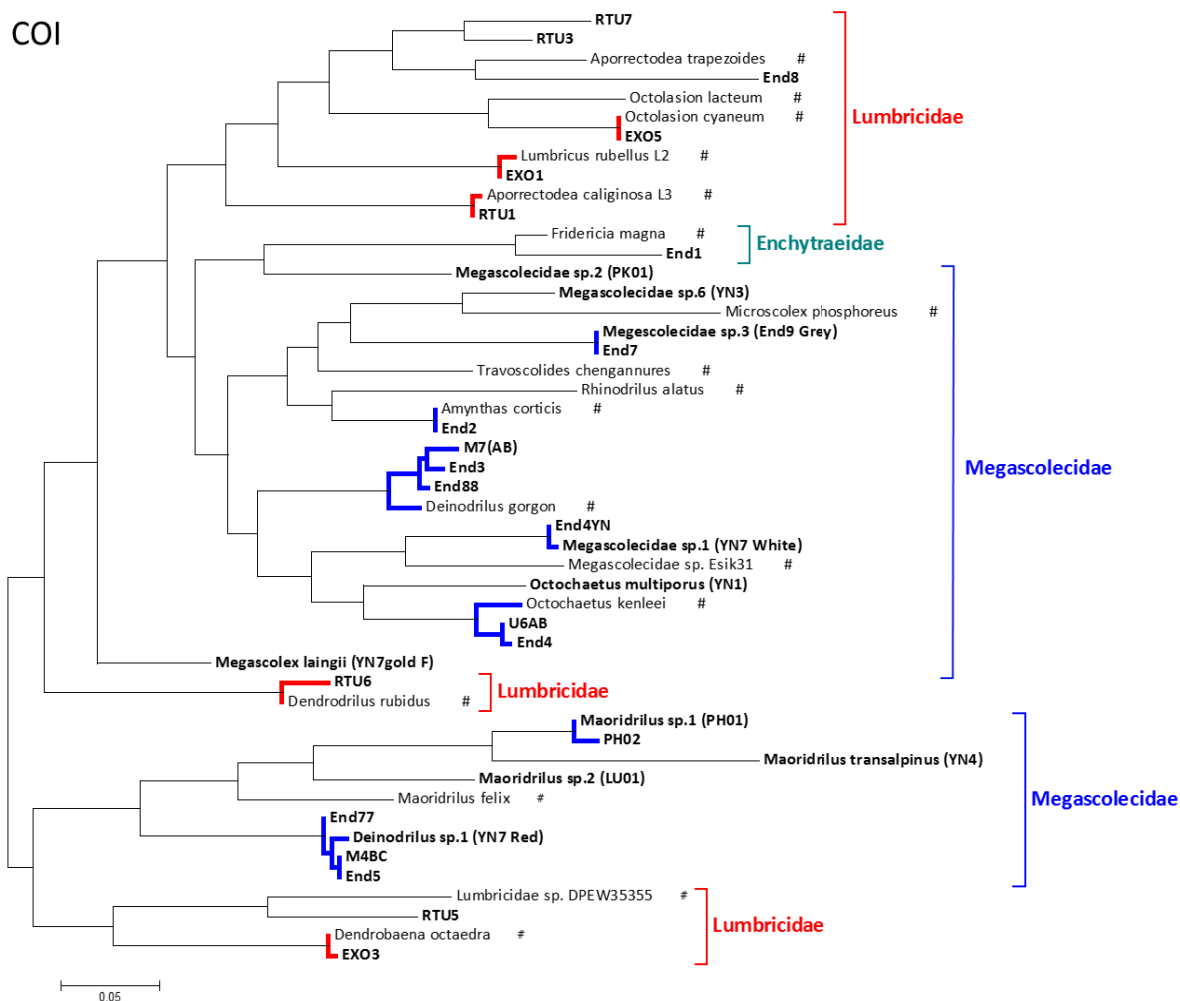 COI
RTU7
RTU3
Aporrectodea trapezoides #
End8
Octolasion lacteum #
Octolasion cyaneum #
Lumbricidae
EXO5
Lumbricus rubellus L2 #
EXO1
Aporrectodea caliginosa L3 #
RTU1
Fridericia magna #
Enchytraeidae
End1
Megascolecidae sp.2 (PK01)
Megascolecidae sp.6 (YN3)
Microscolex phosphoreus #
Megescolecidae sp.3 (End9 Grey)
End7
Travoscolides chengannures #
Rhinodrilus alatus #
Amynthas corticis #
End2
M7(AB)
End3
Megascolecidae
End88
Deinodrilus gorgon #
End4YN
Megascolecidae sp.1 (YN7 White)
Megascolecidae sp. Esik31 #
Octochaetus multiporus (YN1)
Octochaetus kenleei #
U6AB
End4
Megascolex laingii (YN7gold F)
RTU6
Lumbricidae
Dendrodrilus rubidus #
Maoridrilus sp.1 (PH01)
PH02
Maoridrilus transalpinus (YN4)
Maoridrilus sp.2 (LU01)
Maoridrilus felix #
Megascolecidae
End77
Deinodrilus sp.1 (YN7 Red)
M4BC
End5
Lumbricidae sp. DPEW35355 #
RTU5
Lumbricidae
Dendrobaena octaedra #
EXO3
0.05